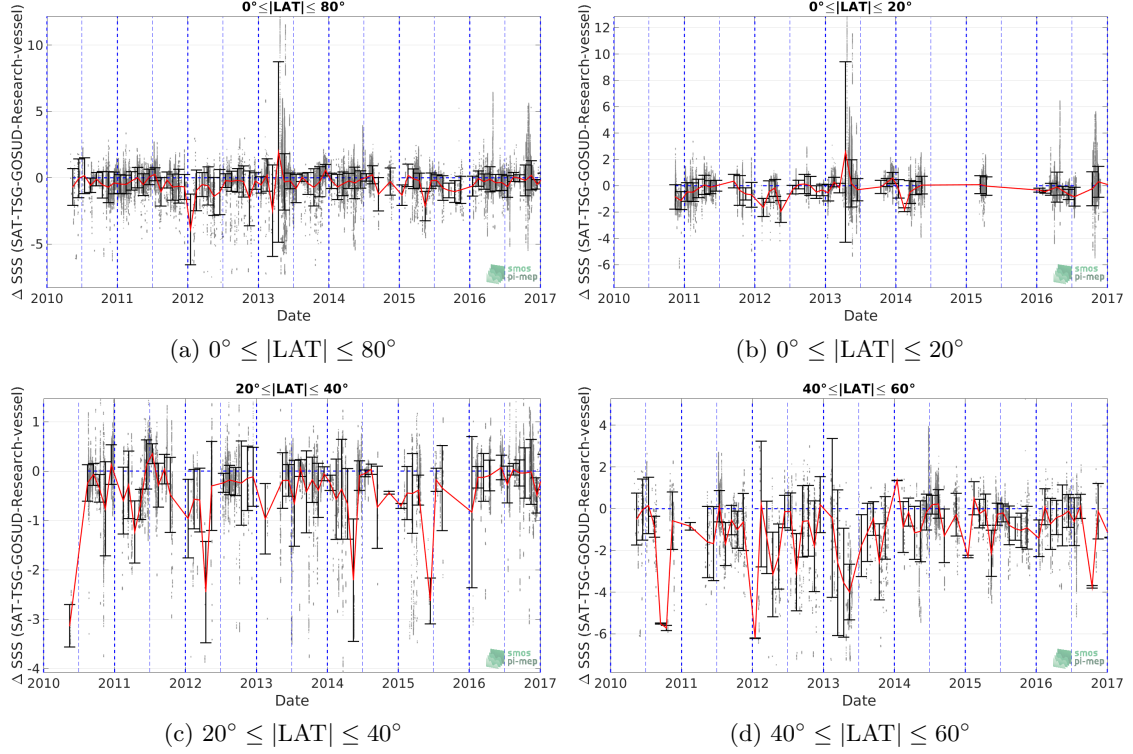 0°≤|LAT|≤ 80°
Δ SSS (SAT-TSG-GOSUD-Research-vessel)
10
5
0
-5
smos
pi-mep
2010 2011 2012 2013 2014 2015 2016 2017
Date
(a) 0° ≤ |LAT| ≤ 80°
0°≤|LAT|≤ 20°
Δ SSS (SAT-TSG-GOSUD-Research-vessel)
12
10
8
6
4
2
0
-2
-4
-6
smos
pi-mep
2010 2011 2012 2013 2014 2015 2016 2017
Date
(b) 0° ≤ |LAT| ≤ 20°
20°≤|LAT|≤ 40°
Δ SSS (SAT-TSG-GOSUD-Research-vessel)
1
0
-1
-2
-3
-4
smos
pi-mep
2010 2011 2012 2013 2014 2015 2016 2017
Date
(c) 20° ≤ |LAT| ≤ 40°
40°≤|LAT|≤ 60°
Δ SSS (SAT-TSG-GOSUD-Research-vessel)
4
2
0
-2
-4
-6
smos
pi-mep
2010 2011 2012 2013 2014 2015 2016 2017
Date
(d) 40° ≤ |LAT| ≤ 60°